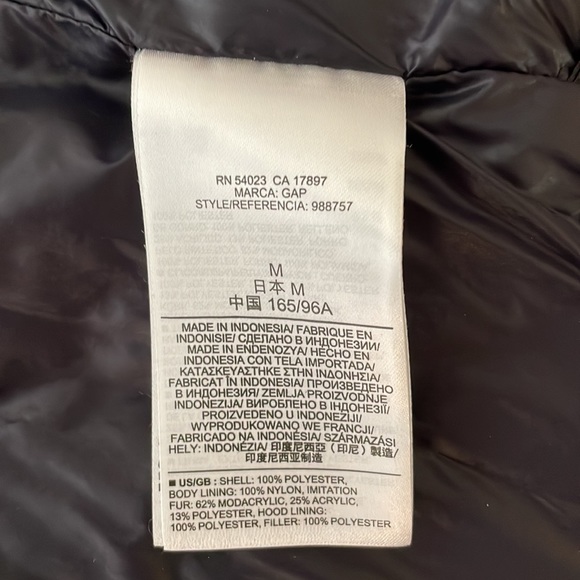 RN 54023 CA 17897
MARCA: GAP
STYLE/REFERENCIA: 988757
M
日本 M
中国 165/96A
MADE IN INDONESIA/ FABRIQUE EN
INDONISIE/ СДЕЛАНО В ИНДОНЕЗИИ/
MADE IN ENDENOZYA/ HECHO EN
INDONESIA CON TELA IMPORTADA/
ΚΑΤΑΣΚΕΥΑΣΤΗΚΕ ΣΤΗΝ ΙΝΔΟΝΗΣΙΑ/
FABRICAT ÎN INDONESIA/ ПРОИЗВЕДЕНО
В ИНДОНЕЗИЯ/ ZEMLJA PROIZVODNJE
INDONEZIJA/ ВИРОБЛЕНО В ІНДОНЕЗІЇ/
PROIZVEDENO U INDONEZIJI/
WYPRODUKOWANO WE FRANCJI/
FABRICADO NA INDONÉSIA/ SZÁRMAZÁSI
HELY: INDONÉZIA/ 印度尼西亞（印尼）製造/
印度尼西亚制造
■ US/GB : SHELL: 100% POLYESTER,
BODY LINING: 100% NYLON, IMITATION
FUR: 62% MODACRYLIC, 25% ACRYLIC,
13% POLYESTER, HOOD LINING:
100% POLYESTER, FILLER: 100% POLYESTER